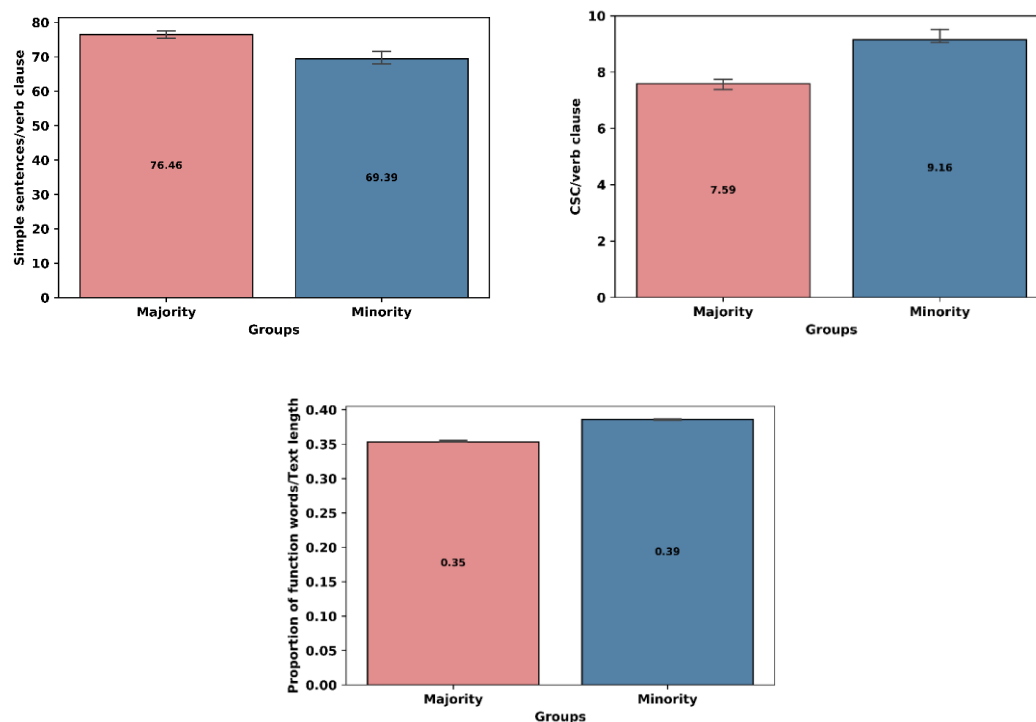 Simple sentences/verb clause
80
70
60
50
40
30
20
10
0
76.46
69.39
Majority
Minority
Groups
CSC/verb clause
10
8
6
4
2
0
7.59
9.16
Majority
Minority
Groups
Proportion of function words/Text length
0.40
0.35
0.30
0.25
0.20
0.15
0.10
0.05
0.00
0.35
0.39
Majority
Minority
Groups